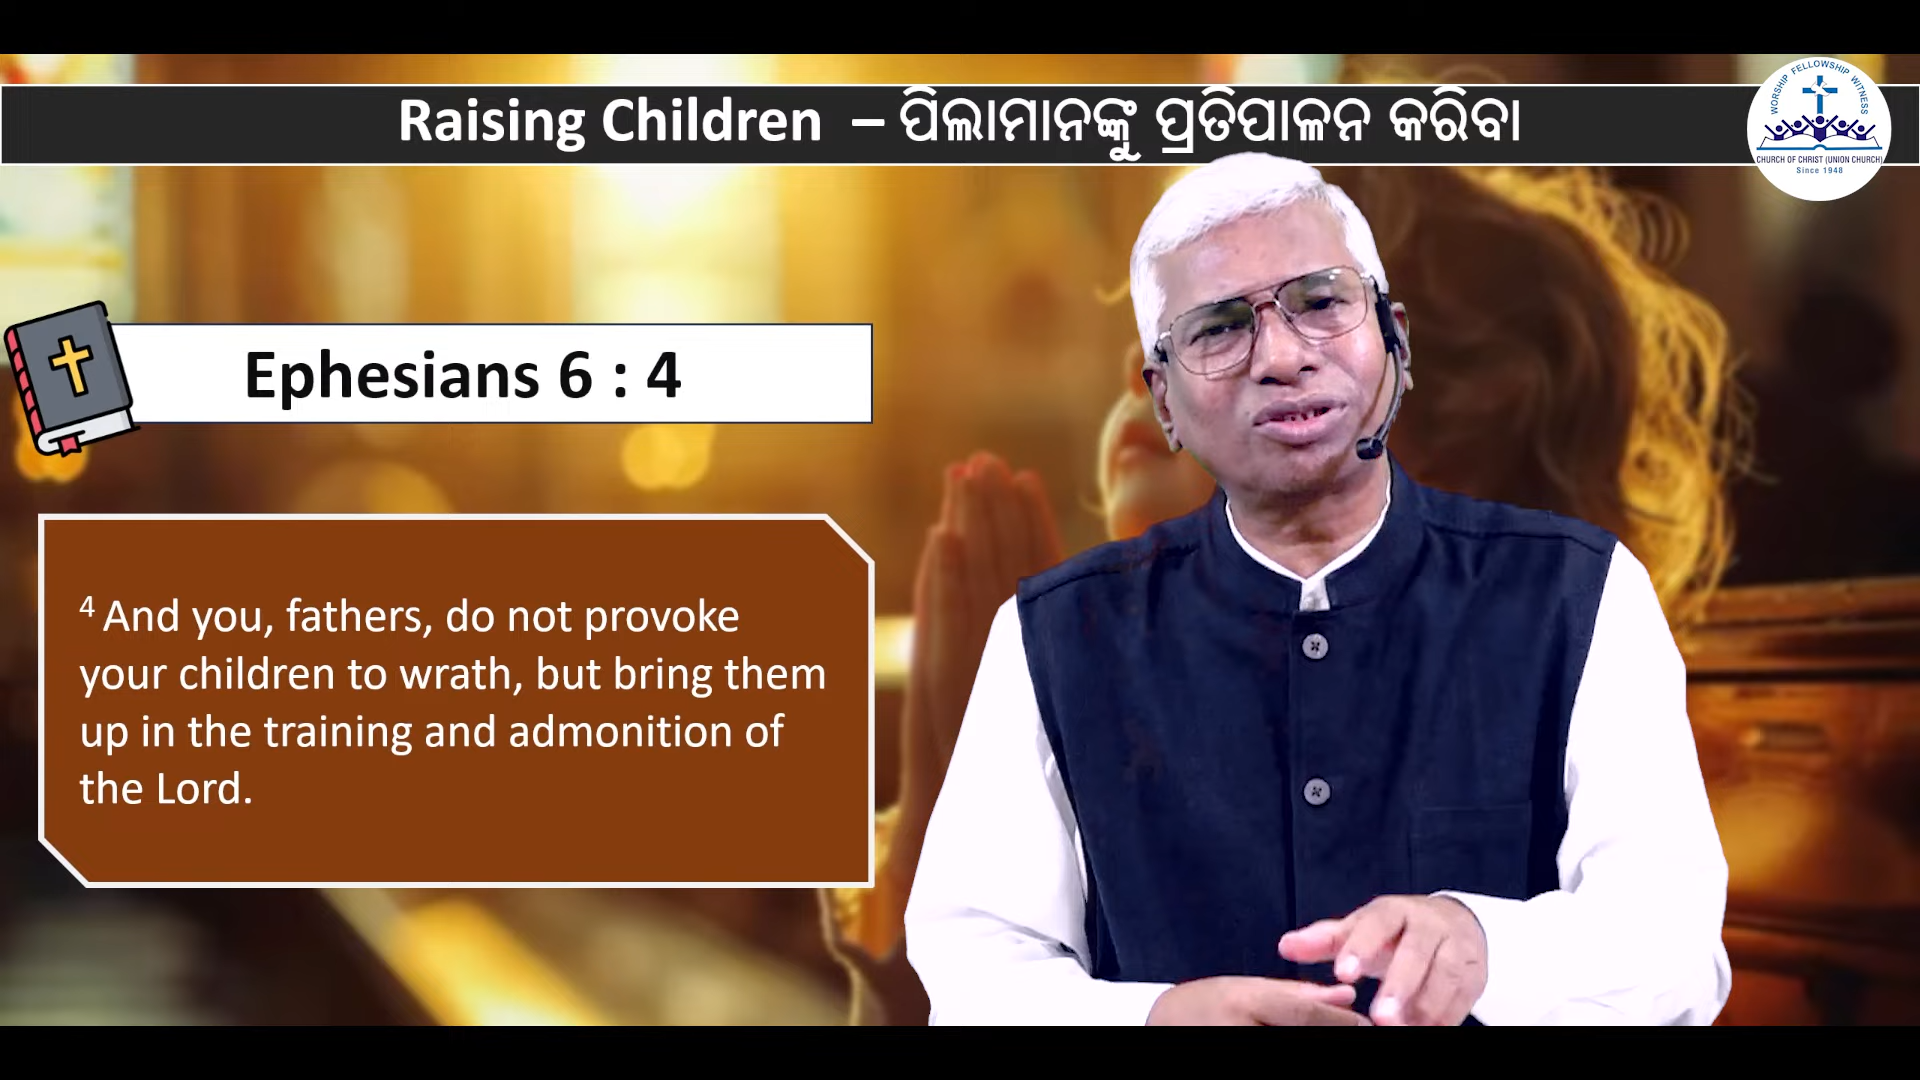 Raising Children – ପିଲାମାନଙ୍କୁ ପ୍ରତିପାଳନ କରିବା
WORSHIP FELLOWSHIP WITNESS
CHURCH OF CHRIST (UNION CHURCH)
Since 1948
Ephesians 6 : 4
4 And you, fathers, do not provoke
your children to wrath, but bring them
up in the training and admonition of
the Lord.